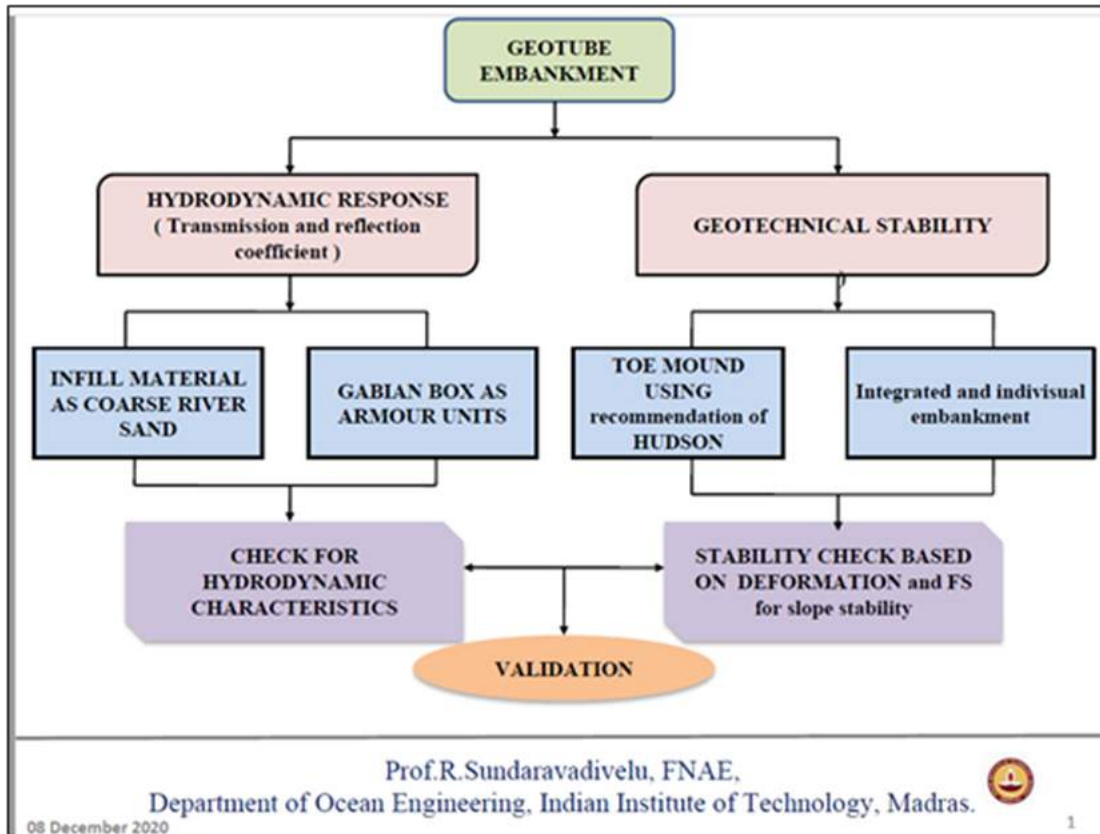 GEOTUBE
EMBANKMENT
HYDRODYNAMIC RESPONSE
( Transmission and reflection
coefficient )
GEOTECHNICAL STABILITY
INFILL MATERIAL
AS COARSE RIVER
SAND
GABIAN BOX AS
ARMOUR UNITS
TOE MOUND
USING
recommendation of
HUDSON
Integrated and indivisual
embankment
CHECK FOR
HYDRODYNAMIC
CHARACTERISTICS
STABILITY CHECK BASED
ON DEFORMATION and FS
for slope stability
VALIDATION
Prof.R.Sundaravadivelu, FNAE,
Department of Ocean Engineering, Indian Institute of Technology, Madras.
08 December 2020
1